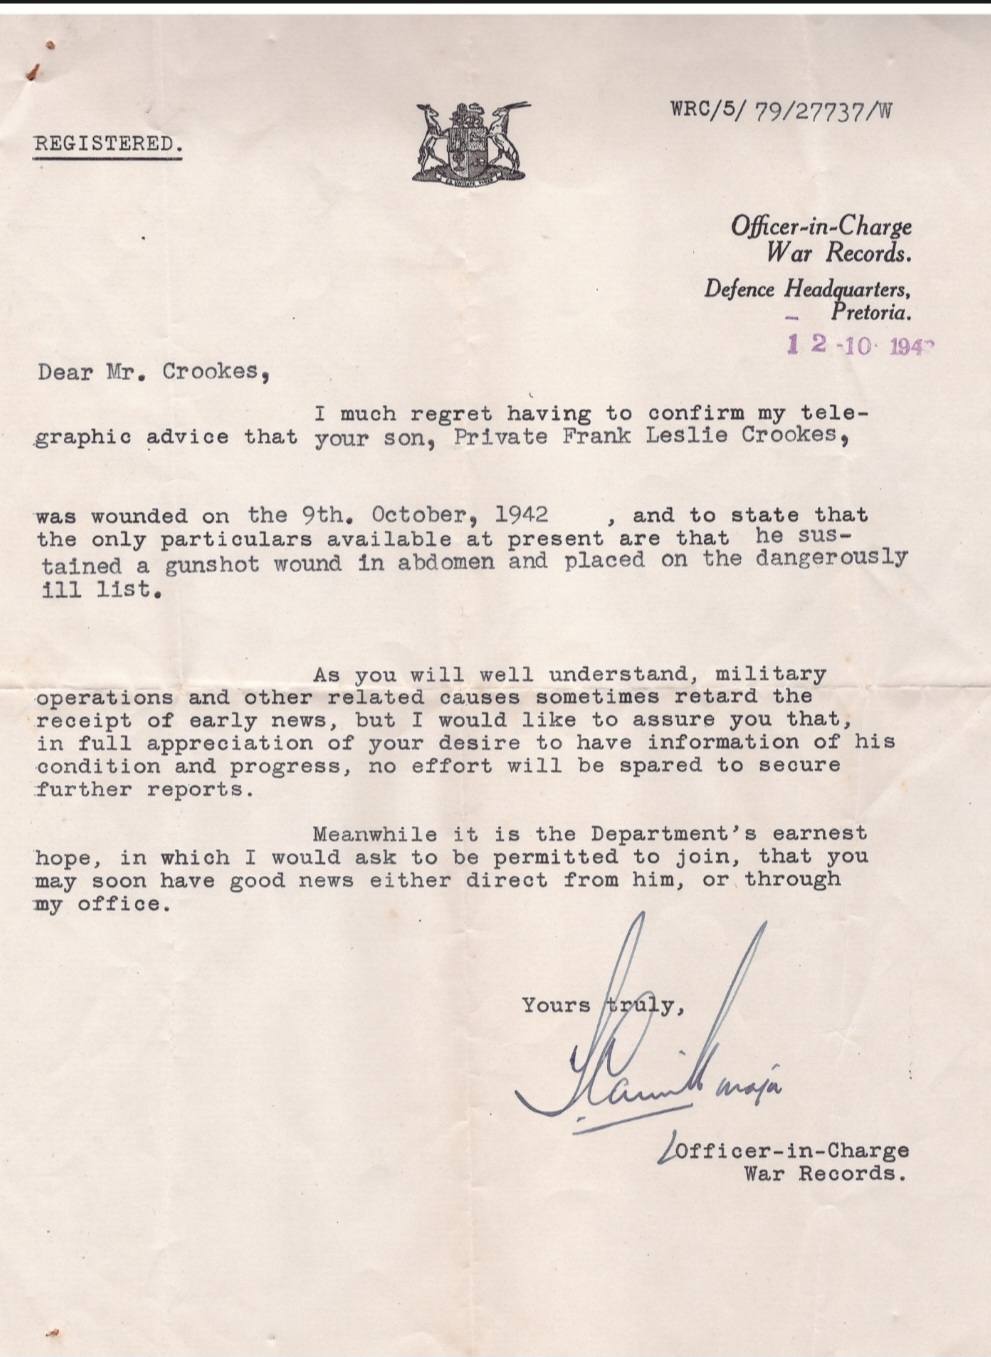 WRC/5/ 79/27737/W
REGISTERED.
Officer-in-Charge
War Records.
Defence Headquarters,
Pretoria.
12-10-194
Dear Mr. Crookes,
I much regret having to confirm my tele-
graphic advice that your son, Private Frank Leslie Crookes,
was wounded on the 9th. October, 1942 , and to state that
the only particulars available at present are that he sus-
tained a gunshot wound in abdomen and placed on the dangerously
ill list.
As you will well understand, military
operations and other related causes sometimes retard the
receipt of early news, but I would like to assure you that,
in full appreciation of your desire to have information of his
condition and progress, no effort will be spared to secure
further reports.
Meanwhile it is the Department's earnest
hope, in which I would ask to be permitted to join, that you
may soon have good news either direct from him, or through
my office.
Yours truly,
major
/Officer-in-Charge
War Records.